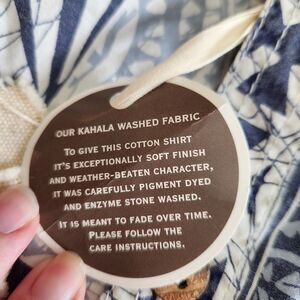 OUR KAHALA WASHED FABRIC
TO GIVE THIS COTTON SHIRT
IT'S EXCEPTIONALLY SOFT FINISH
AND WEATHER-BEATEN CHARACTER,
IT WAS CAREFULLY PIGMENT DYED
AND ENZYME STONE WASHED.
IT IS MEANT TO FADE OVER TIME.
PLEASE FOLLOW THE
CARE INSTRUCTIONS.